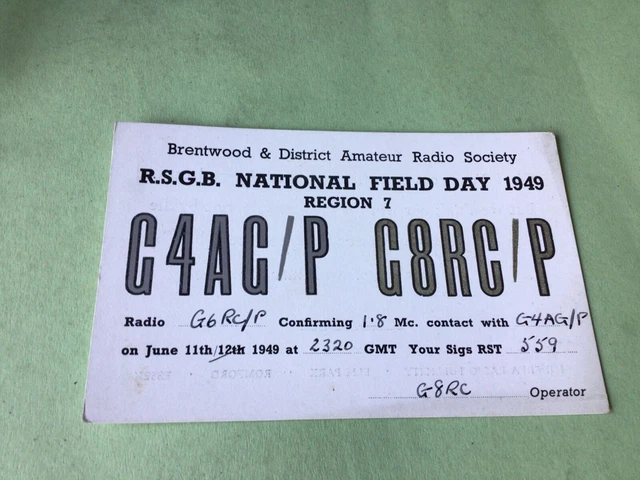 Brentwood & District Amateur Radio Society
R.S.G.B. NATIONAL FIELD DAY 1949
REGION 7
G4AG/P G8RC/P
Radio G6RC/P Confirming 1·8 Mc. contact with G4AG/P
on June 11th/12th 1949 at 2320 GMT Your Sigs RST 559
G8RC Operator